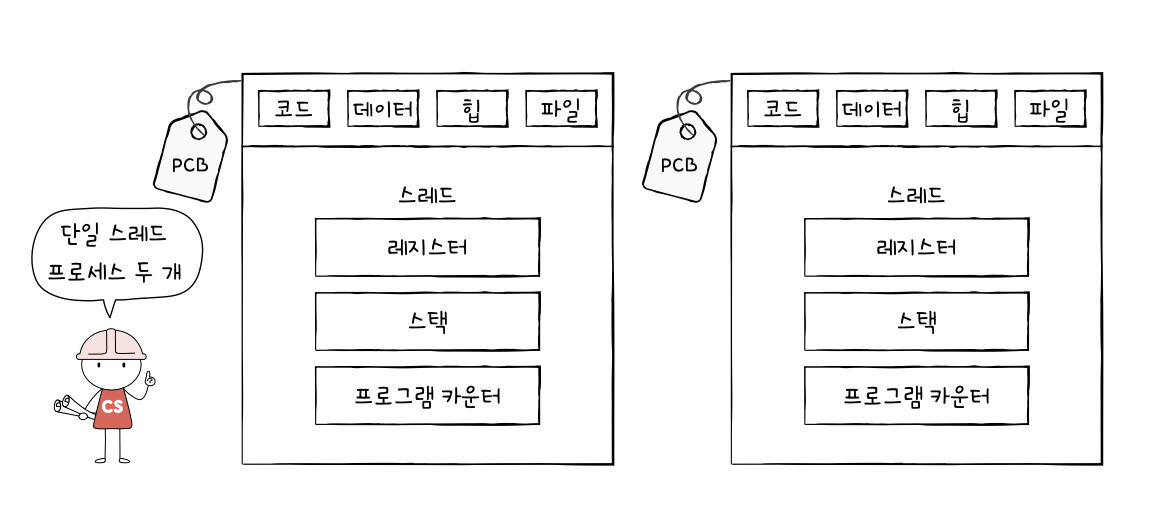 코드 데이터 힙 파일
PCB
스레드
레지스터
스택
프로그램 카운터
코드 데이터 힙 파일
PCB
스레드
레지스터
스택
프로그램 카운터
단일 스레드
프로세스 두 개
CS